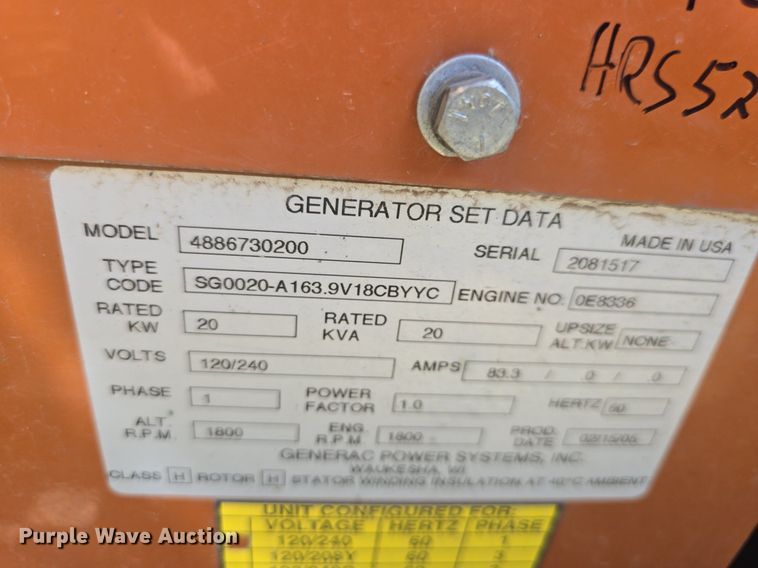 HRS52
GENERATOR SET DATA
MADE IN USA
MODEL 4886730200 SERIAL 2081517
TYPE CODE SG0020-A163.9V18CBYYC ENGINE NO. 0E8336
RATED KW 20 RATED KVA 20 UPSIZE ALT.KW NONE
VOLTS 120/240 AMPS 83.3 / .0 / .0
PHASE 1 POWER FACTOR 1.0 HERTZ 60
ALT. R.P.M. 1800 ENG. R.P.M. 1800 PROD. DATE 02/15/05
GENERAC POWER SYSTEMS, INC.
WAUKESHA, WI
CLASS H ROTOR H STATOR WINDING INSULATION AT 40°C AMBIENT
UNIT CONFIGURED FOR:
VOLTAGE HERTZ PHASE
120/240 60 1
120/208Y 60 3
Purple Wave Auction